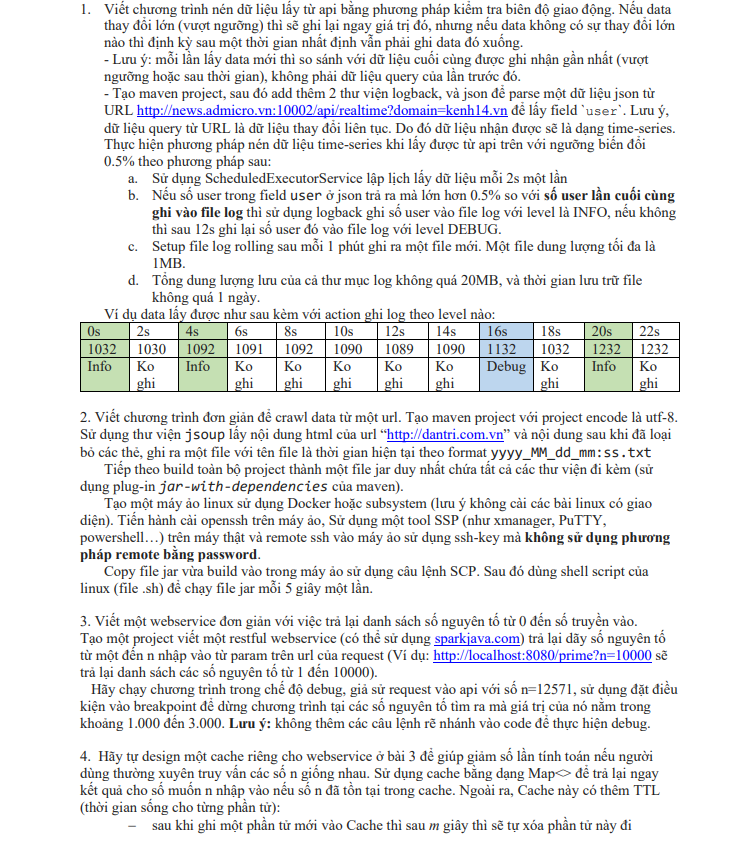 1. Viết chương trình nén dữ liệu lấy từ api bằng phương pháp kiểm tra biên độ giao động. Nếu data
thay đổi lớn (vượt ngưỡng) thì sẽ ghi lại ngay giá trị đó, nhưng nếu data không có sự thay đổi lớn
nào thì định kỳ sau một thời gian nhất định vẫn phải ghi data đó xuống.
- Lưu ý: mỗi lần lấy data mới thì so sánh với dữ liệu cuối cùng được ghi nhận gần nhất (vượt
ngưỡng hoặc sau thời gian), không phải dữ liệu query của lần trước đó.
- Tạo maven project, sau đó add thêm 2 thư viện logback, và json để parse một dữ liệu json từ
URL http://news.admicro.vn:10002/api/realtime?domain=kenh14.vn để lấy field `user`. Lưu ý,
dữ liệu query từ URL là dữ liệu thay đổi liên tục. Do đó dữ liệu nhận được sẽ là dạng time-series.
Thực hiện phương pháp nén dữ liệu time-series khi lấy được từ api trên với ngưỡng biến đổi
0.5% theo phương pháp sau:
a. Sử dụng ScheduledExecutorService lập lịch lấy dữ liệu mỗi 2s một lần
b. Nếu số user trong field user ở json trả ra mà lớn hơn 0.5% so với số user lần cuối cùng
ghi vào file log thì sử dụng logback ghi số user vào file log với level là INFO, nếu không
thì sau 12s ghi lại số user đó vào file log với level DEBUG.
c. Setup file log rolling sau mỗi 1 phút ghi ra một file mới. Một file dung lượng tối đa là
1MB.
d. Tổng dung lượng lưu của cả thư mục log không quá 20MB, và thời gian lưu trữ file
không quá 1 ngày.
Ví dụ data lấy được như sau kèm với action ghi log theo level nào:
0s 2s 4s 6s 8s 10s 12s 14s 16s 18s 20s 22s
1032 1030 1092 1091 1092 1090 1089 1090 1132 1032 1232 1232
Info Ko Info Ko Ko Ko Ko Ko Debug Ko Info Ko
ghi ghi ghi ghi ghi ghi ghi ghi
2. Viết chương trình đơn giản để crawl data từ một url. Tạo maven project với project encode là utf-8.
Sử dụng thư viện jsoup lấy nội dung html của url “http://dantri.com.vn” và nội dung sau khi đã loại
bỏ các thẻ, ghi ra một file với tên file là thời gian hiện tại theo format yyyy_MM_dd_mm:ss.txt
Tiếp theo build toàn bộ project thành một file jar duy nhất chứa tất cả các thư viện đi kèm (sử
dụng plug-in jar-with-dependencies của maven).
Tạo một máy ảo linux sử dụng Docker hoặc subsystem (lưu ý không cài các bài linux có giao
diện). Tiến hành cài openssh trên máy ảo, Sử dụng một tool SSP (như xmanager, PuTTY,
powershell…) trên máy thật và remote ssh vào máy ảo sử dụng ssh-key mà không sử dụng phương
pháp remote bằng password.
Copy file jar vừa build vào trong máy ảo sử dụng câu lệnh SCP. Sau đó dùng shell script của
linux (file .sh) để chạy file jar mỗi 5 giây một lần.
3. Viết một webservice đơn giản với việc trả lại danh sách số nguyên tố từ 0 đến số truyền vào.
Tạo một project viết một restful webservice (có thể sử dụng sparkjava.com) trả lại dãy số nguyên tố
từ một đến n nhập vào từ param trên url của request (Ví dụ: http://localhost:8080/prime?n=10000 sẽ
trả lại danh sách các số nguyên tố từ 1 đến 10000).
Hãy chạy chương trình trong chế độ debug, giả sử request vào api với số n=12571, sử dụng đặt điều
kiện vào breakpoint để dừng chương trình tại các số nguyên tố tìm ra mà giá trị của nó nằm trong
khoảng 1.000 đến 3.000. Lưu ý: không thêm các câu lệnh rẽ nhánh vào code để thực hiện debug.
4. Hãy tự design một cache riêng cho webservice ở bài 3 để giúp giảm số lần tính toán nếu người
dùng thường xuyên truy vấn các số n giống nhau. Sử dụng cache bằng dạng Map<> để trả lại ngay
kết quả cho số muốn n nhập vào nếu số n đã tồn tại trong cache. Ngoài ra, Cache này có thêm TTL
(thời gian sống cho từng phần tử):
− sau khi ghi một phần tử mới vào Cache thì sau m giây thì sẽ tự xóa phần tử này đi